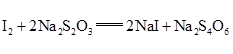 I₂ + 2Na₂S₂O₃ ═══ 2NaI + Na₂S₄O₆